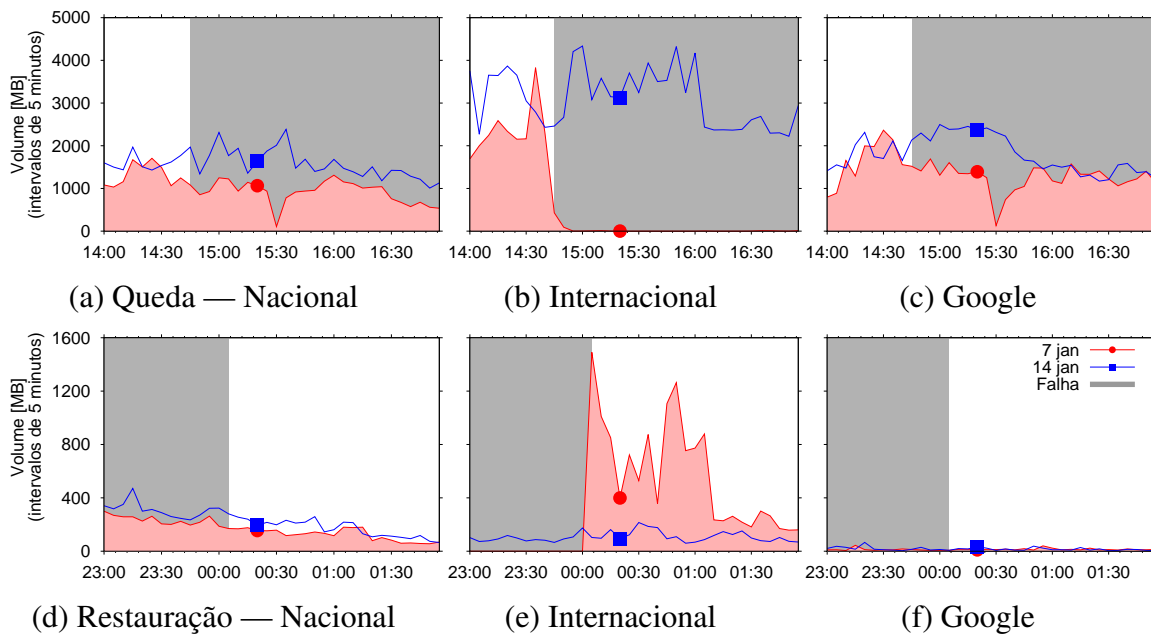 Volume [MB]
(intervalos de 5 minutos)
5000
4000
3000
2000
1000
0
14:00 14:30 15:00 15:30 16:00 16:30
14:00 14:30 15:00 15:30 16:00 16:30
14:00 14:30 15:00 15:30 16:00 16:30
(a) Queda — Nacional
(b) Internacional
(c) Google
Volume [MB]
(intervalos de 5 minutos)
1600
1200
800
400
0
23:00 23:30 00:00 00:30 01:00 01:30
23:00 23:30 00:00 00:30 01:00 01:30
7 jan
14 jan
Falha
23:00 23:30 00:00 00:30 01:00 01:30
(d) Restauração — Nacional
(e) Internacional
(f) Google